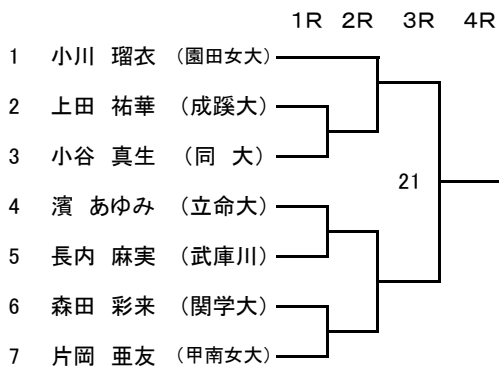 1R 2R 3R 4R
1 小川 瑠衣 (園田女大)
2 上田 祐華 (成蹊大)
3 小谷 真生 (同 大)
21
4 濱 あゆみ (立命大)
5 長内 麻実 (武庫川)
6 森田 彩来 (関学大)
7 片岡 亜友 (甲南女大)